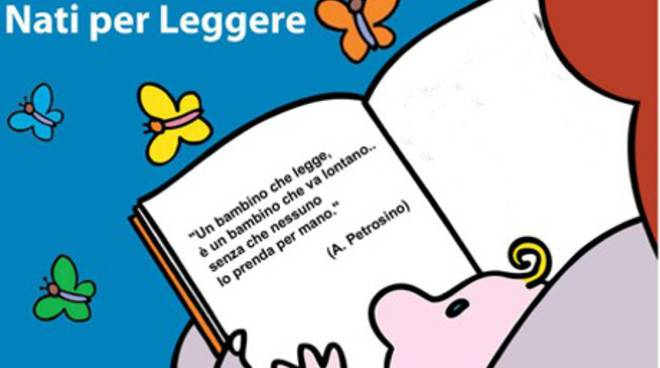 Nati per Leggere
"Un bambino che legge,
è un bambino che va lontano..
senza che nessuno
lo prenda per mano."
(A. Petrosino)